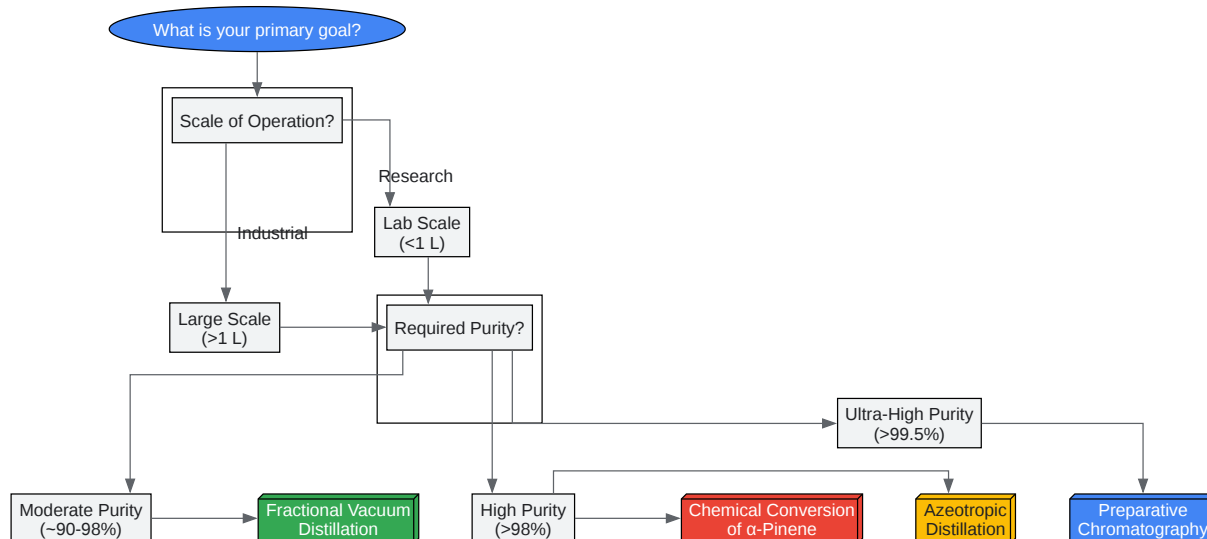 What is your primary goal?
Scale of Operation?
Research
Lab Scale
(<1 L)
Industrial
Large Scale
(>1 L)
Required Purity?
Ultra-High Purity
(>99.5%)
Moderate Purity
(~90-98%)
Fractional Vacuum
Distillation
High Purity
(>98%)
Chemical Conversion
of α-Pinene
Azeotropic
Distillation
Preparative
Chromatography